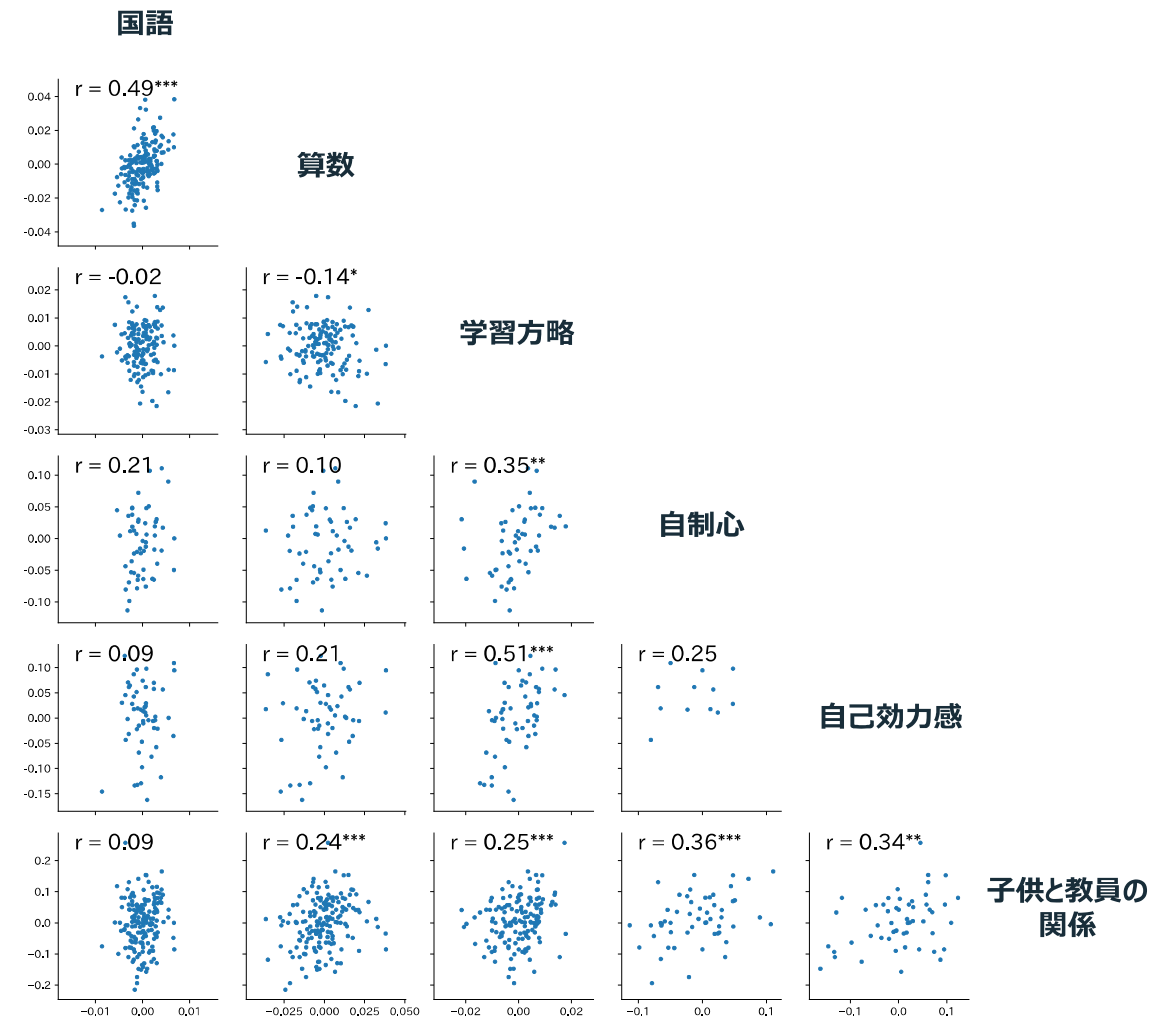 国語
r = 0.49***
0.04
0.02
0.00
-0.02
-0.04
算数
r = -0.02
0.02
0.01
0.00
-0.01
-0.02
-0.03
r = -0.14*
学習方略
r = 0.21
0.10
0.05
0.00
-0.05
-0.10
r = 0.10
r = 0.35**
自制心
r = 0.09
0.10
0.05
0.00
-0.05
-0.10
-0.15
r = 0.21
r = 0.51***
r = 0.25
自己効力感
r = 0.09
0.2
0.1
0.0
-0.1
-0.2
r = 0.24***
r = 0.25***
r = 0.36***
r = 0.34**
子供と教員の
関係
-0.01 0.00 0.01
-0.025 0.000 0.025 0.050
-0.02 0.00 0.02
-0.1 0.0 0.1
-0.1 0.0 0.1